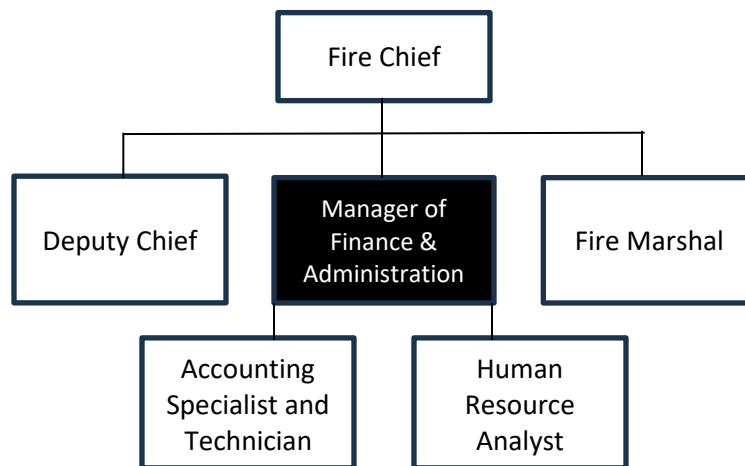 Fire Chief
Deputy Chief
Manager of
Finance &
Administration
Fire Marshal
Accounting
Specialist and
Technician
Human
Resource
Analyst